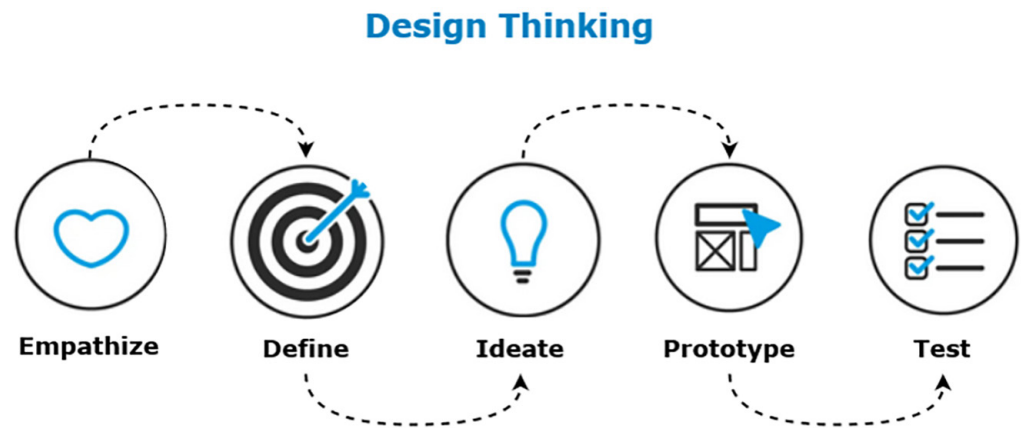 Design Thinking
Empathize
Define
Ideate
Prototype
Test